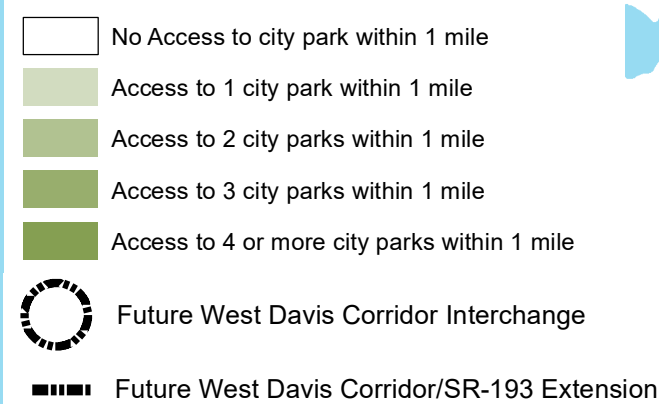 No Access to city park within 1 mile
Access to 1 city park within 1 mile
Access to 2 city parks within 1 mile
Access to 3 city parks within 1 mile
Access to 4 or more city parks within 1 mile
Future West Davis Corridor Interchange
Future West Davis Corridor/SR-193 Extension